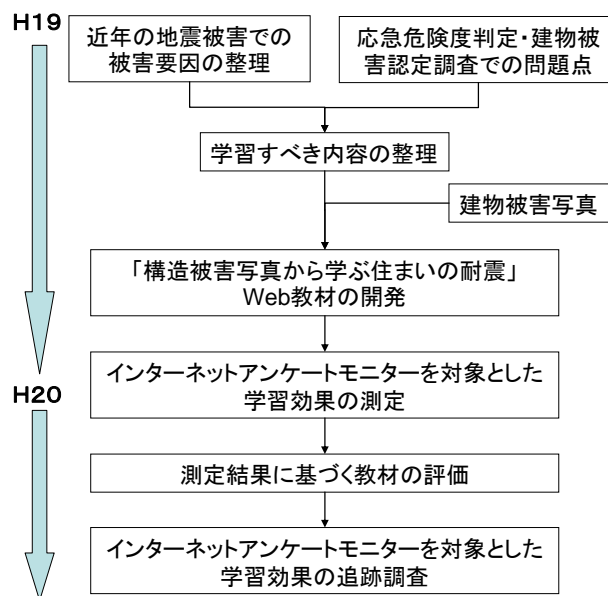 H19
近年の地震被害での
被害要因の整理
応急危険度判定・建物被
害認定調査での問題点
学習すべき内容の整理
建物被害写真
「構造被害写真から学ぶ住まいの耐震」
Web教材の開発
インターネットアンケートモニターを対象とした
学習効果の測定
H20
測定結果に基づく教材の評価
インターネットアンケートモニターを対象とした
学習効果の追跡調査